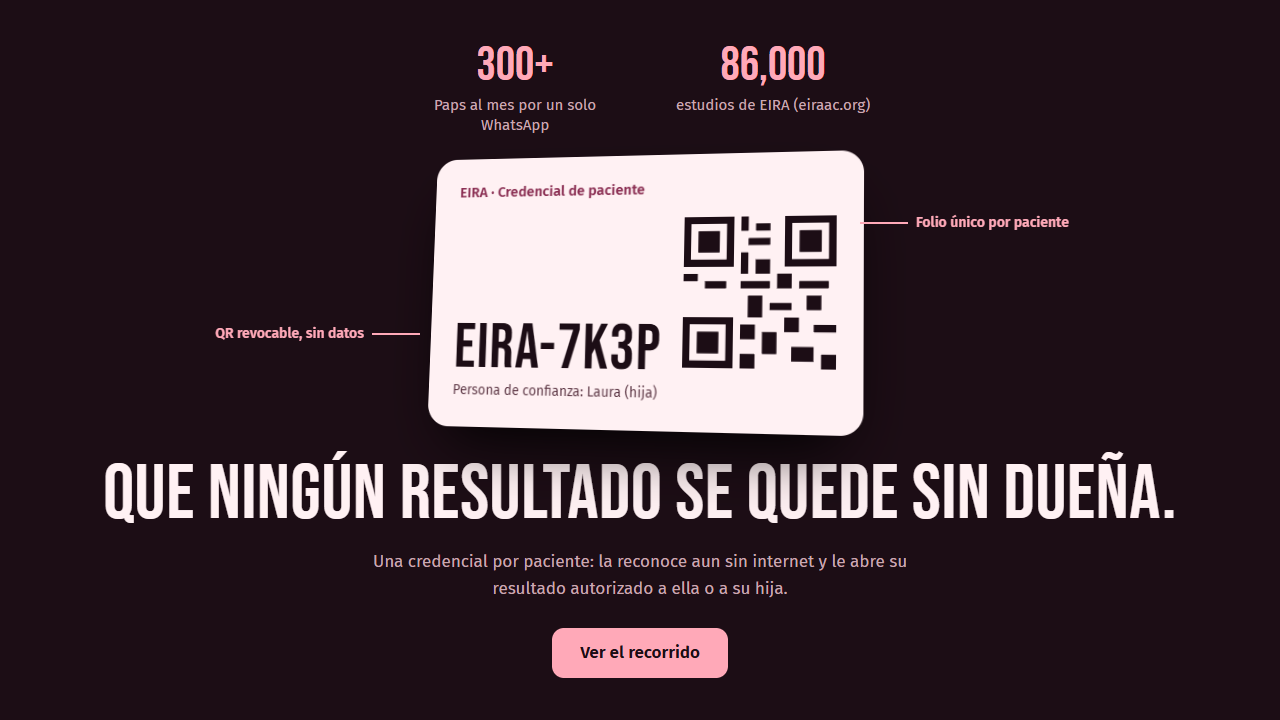 300+
Paps al mes por un solo
WhatsApp
86,000
estudios de EIRA (eiraac.org)
EIRA · Credencial de paciente
Folio único por paciente
QR revocable, sin datos
EIRA-7K3P
Persona de confianza: Laura (hija)
QUE NINGÚN RESULTADO SE QUEDE SIN DUEÑA.
Una credencial por paciente: la reconoce aun sin internet y le abre su
resultado autorizado a ella o a su hija.
Ver el recorrido